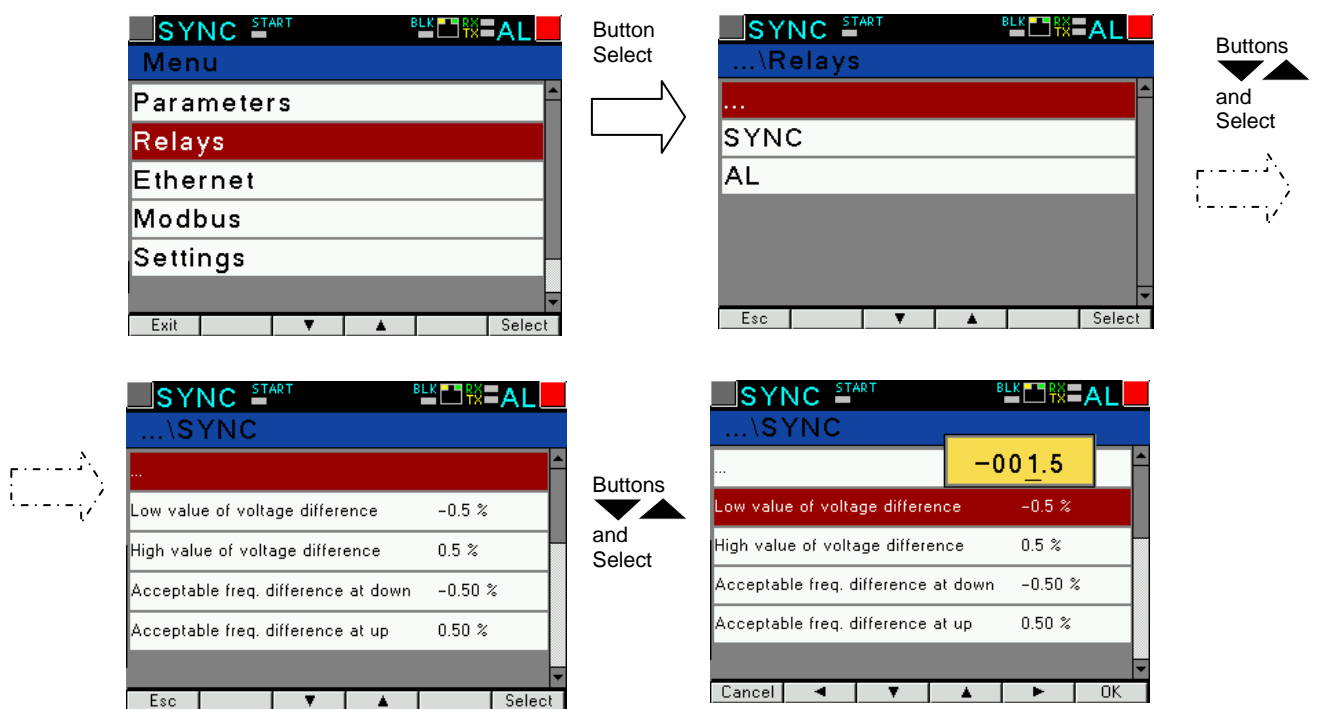 SYNC START BLK RX TX AL
Menu
Parameters
Relays
Ethernet
Modbus
Settings
Exit ▼ ▲ Select
Button
Select
SYNC START BLK RX TX AL
...\Relays
...
SYNC
AL
Esc ▼ ▲ Select
Buttons
▼▲
and
Select
SYNC START BLK RX TX AL
...\SYNC
...
Low value of voltage difference -0.5 %
High value of voltage difference 0.5 %
Acceptable freq. difference at down -0.50 %
Acceptable freq. difference at up 0.50 %
Esc ▼ ▲ Select
Buttons
▼▲
and
Select
SYNC START BLK RX TX AL
...\SYNC
-001.5
...
Low value of voltage difference -0.5 %
High value of voltage difference 0.5 %
Acceptable freq. difference at down -0.50 %
Acceptable freq. difference at up 0.50 %
Cancel ◄ ▼ ▲ ► OK